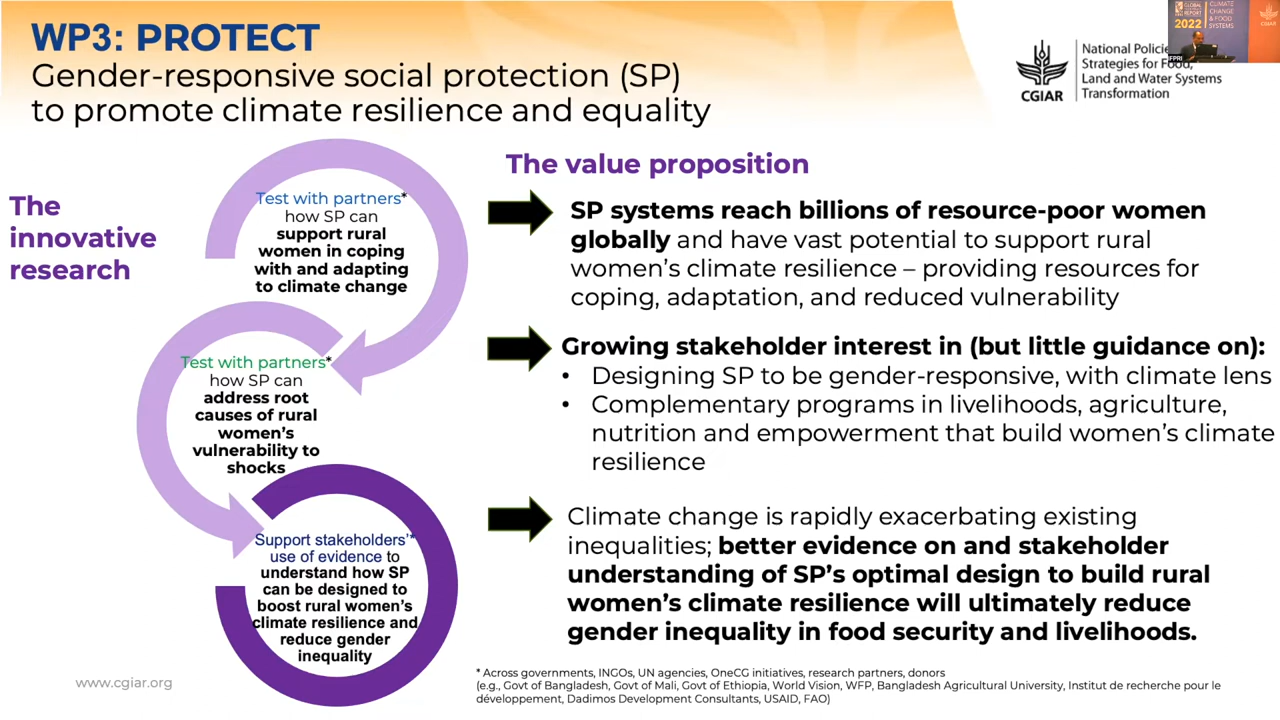 WP3: PROTECT
Gender-responsive social protection (SP)
to promote climate resilience and equality
CGIAR
National Policie
Strategies for Food,
Land and Water Systems
Transformation
GLOBAL
REPORT
2022
CLIMATE
CHANGE
& FOOD
SYSTEMS
CGIAR
IFPRI
The
innovative
research
Test with partners*
how SP can
support rural
women in coping
with and adapting
to climate change
Test with partners*
how SP can
address root
causes of rural
women's
vulnerability to
shocks
Support stakeholders'*
use of evidence to
understand how SP
can be designed to
boost rural women's
climate resilience and
reduce gender
inequality
The value proposition
SP systems reach billions of resource-poor women
globally and have vast potential to support rural
women's climate resilience – providing resources for
coping, adaptation, and reduced vulnerability
Growing stakeholder interest in (but little guidance on):
• Designing SP to be gender-responsive, with climate lens
• Complementary programs in livelihoods, agriculture,
nutrition and empowerment that build women's climate
resilience
Climate change is rapidly exacerbating existing
inequalities; better evidence on and stakeholder
understanding of SP's optimal design to build rural
women's climate resilience will ultimately reduce
gender inequality in food security and livelihoods.
www.cgiar.org
* Across governments, INGOs, UN agencies, OneCG initiatives, research partners, donors
(e.g., Govt of Bangladesh, Govt of Mali, Govt of Ethiopia, World Vision, WFP, Bangladesh Agricultural University, Institut de recherche pour le
développement, Dadimos Development Consultants, USAID, FAO)